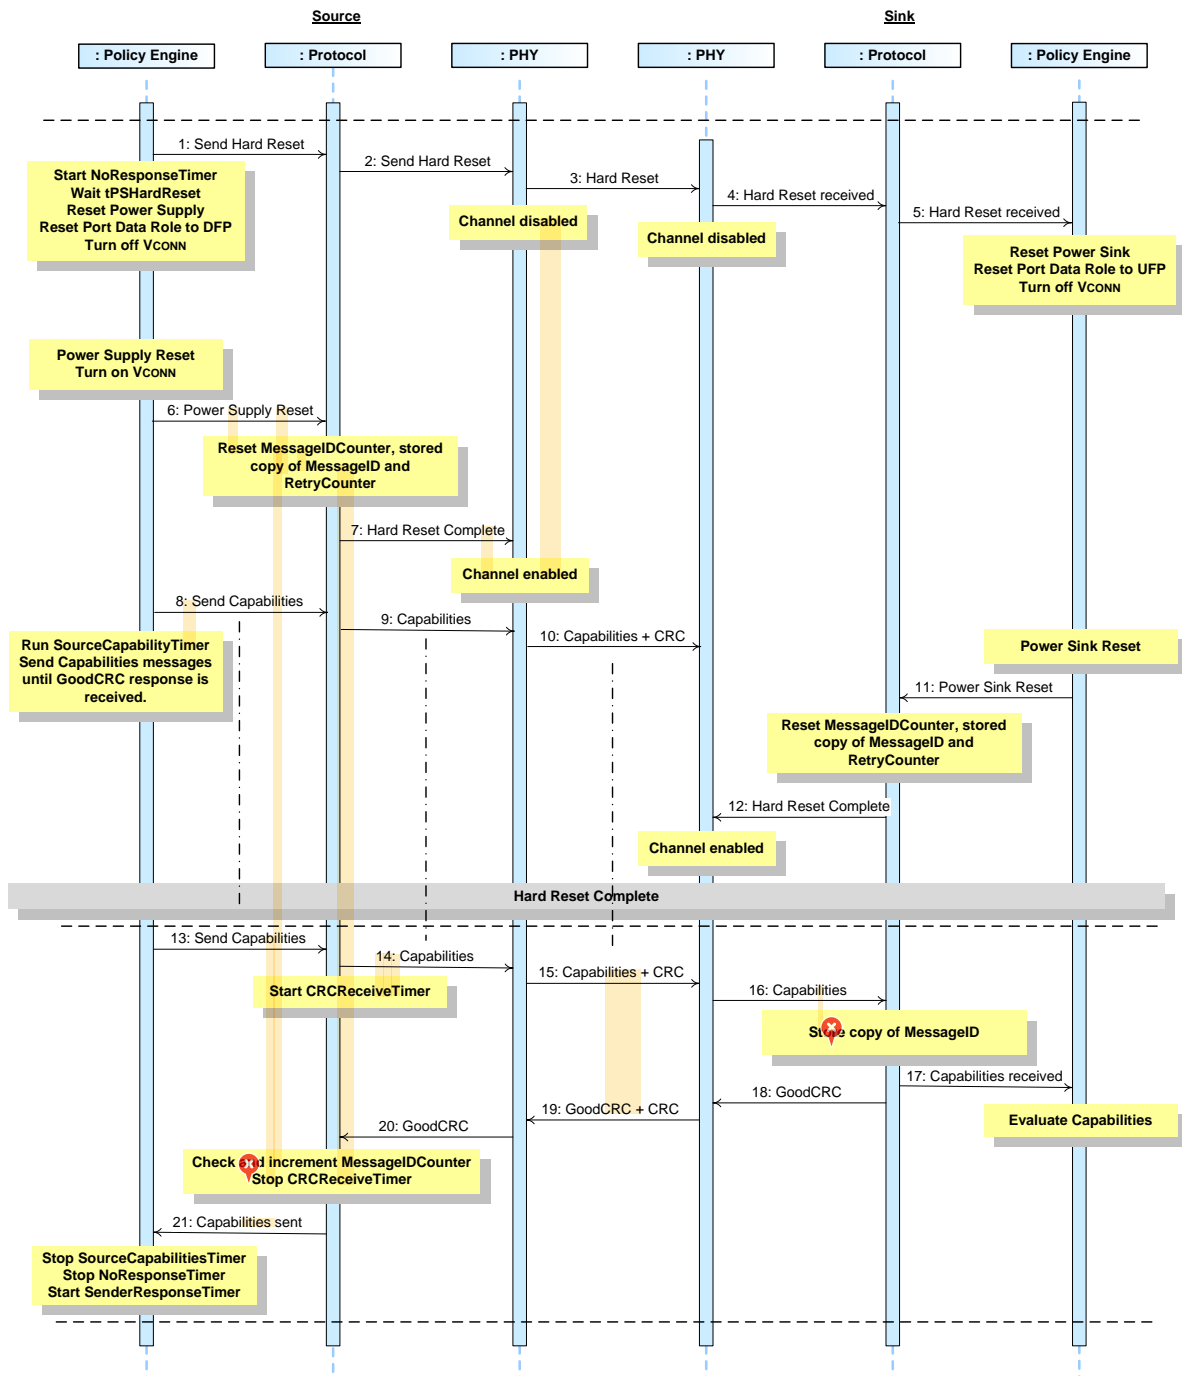 Source
Sink
: Policy Engine
: Protocol
: PHY
: PHY
: Protocol
: Policy Engine
1: Send Hard Reset
2: Send Hard Reset
3: Hard Reset
4: Hard Reset received
5: Hard Reset received
Start NoResponseTimer
Wait tPSHardReset
Reset Power Supply
Reset Port Data Role to DFP
Turn off VCONN
Channel disabled
Channel disabled
Reset Power Sink
Reset Port Data Role to UFP
Turn off VCONN
Power Supply Reset
Turn on VCONN
6: Power Supply Reset
Reset MessageIDCounter, stored
copy of MessageID and
RetryCounter
7: Hard Reset Complete
Channel enabled
8: Send Capabilities
9: Capabilities
10: Capabilities + CRC
Run SourceCapabilityTimer
Send Capabilities messages
until GoodCRC response is
received.
Power Sink Reset
11: Power Sink Reset
Reset MessageIDCounter, stored
copy of MessageID and
RetryCounter
12: Hard Reset Complete
Channel enabled
Hard Reset Complete
13: Send Capabilities
14: Capabilities
15: Capabilities + CRC
16: Capabilities
Start CRCReceiveTimer
Store copy of MessageID
17: Capabilities received
18: GoodCRC
19: GoodCRC + CRC
20: GoodCRC
Evaluate Capabilities
Check and increment MessageIDCounter
Stop CRCReceiveTimer
21: Capabilities sent
Stop SourceCapabilitiesTimer
Stop NoResponseTimer
Start SenderResponseTimer